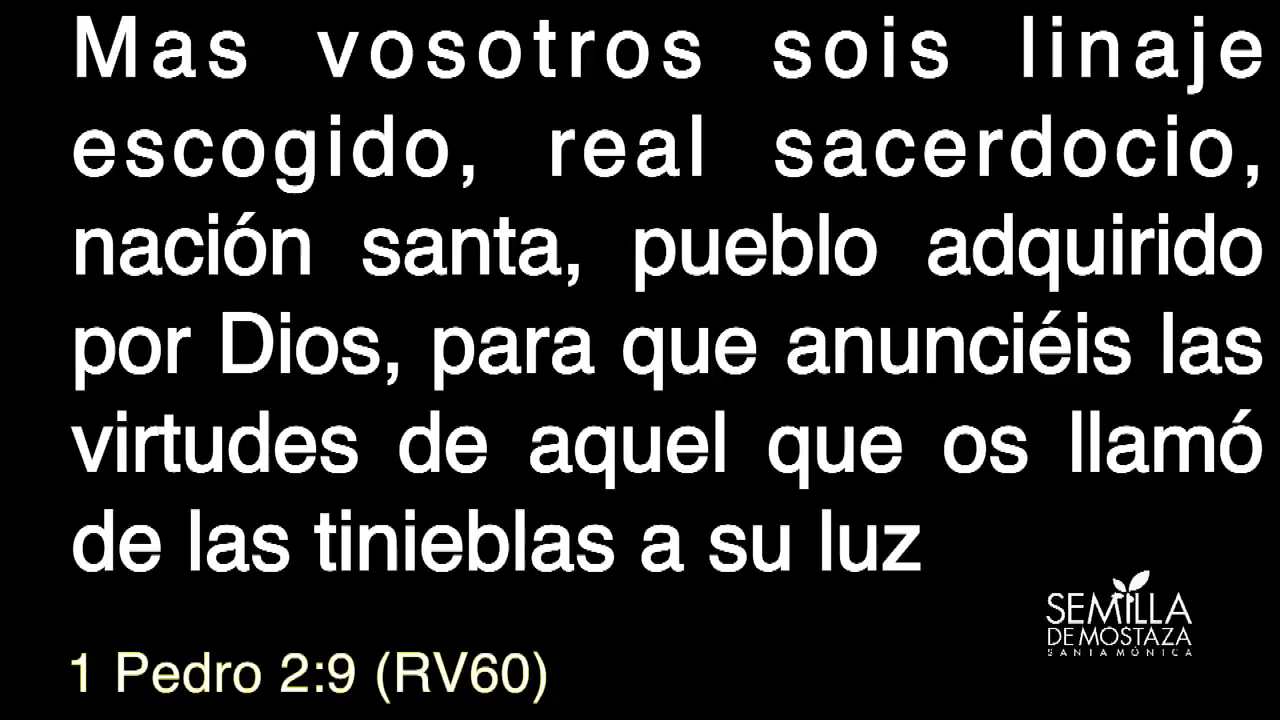 Mas vosotros sois linaje
escogido, real sacerdocio,
nación santa, pueblo adquirido
por Dios, para que anunciéis las
virtudes de aquel que os llamó
de las tinieblas a su luz
SEMILLA
DE MOSTAZA
SANTA MÓNICA
1 Pedro 2:9 (RV60)